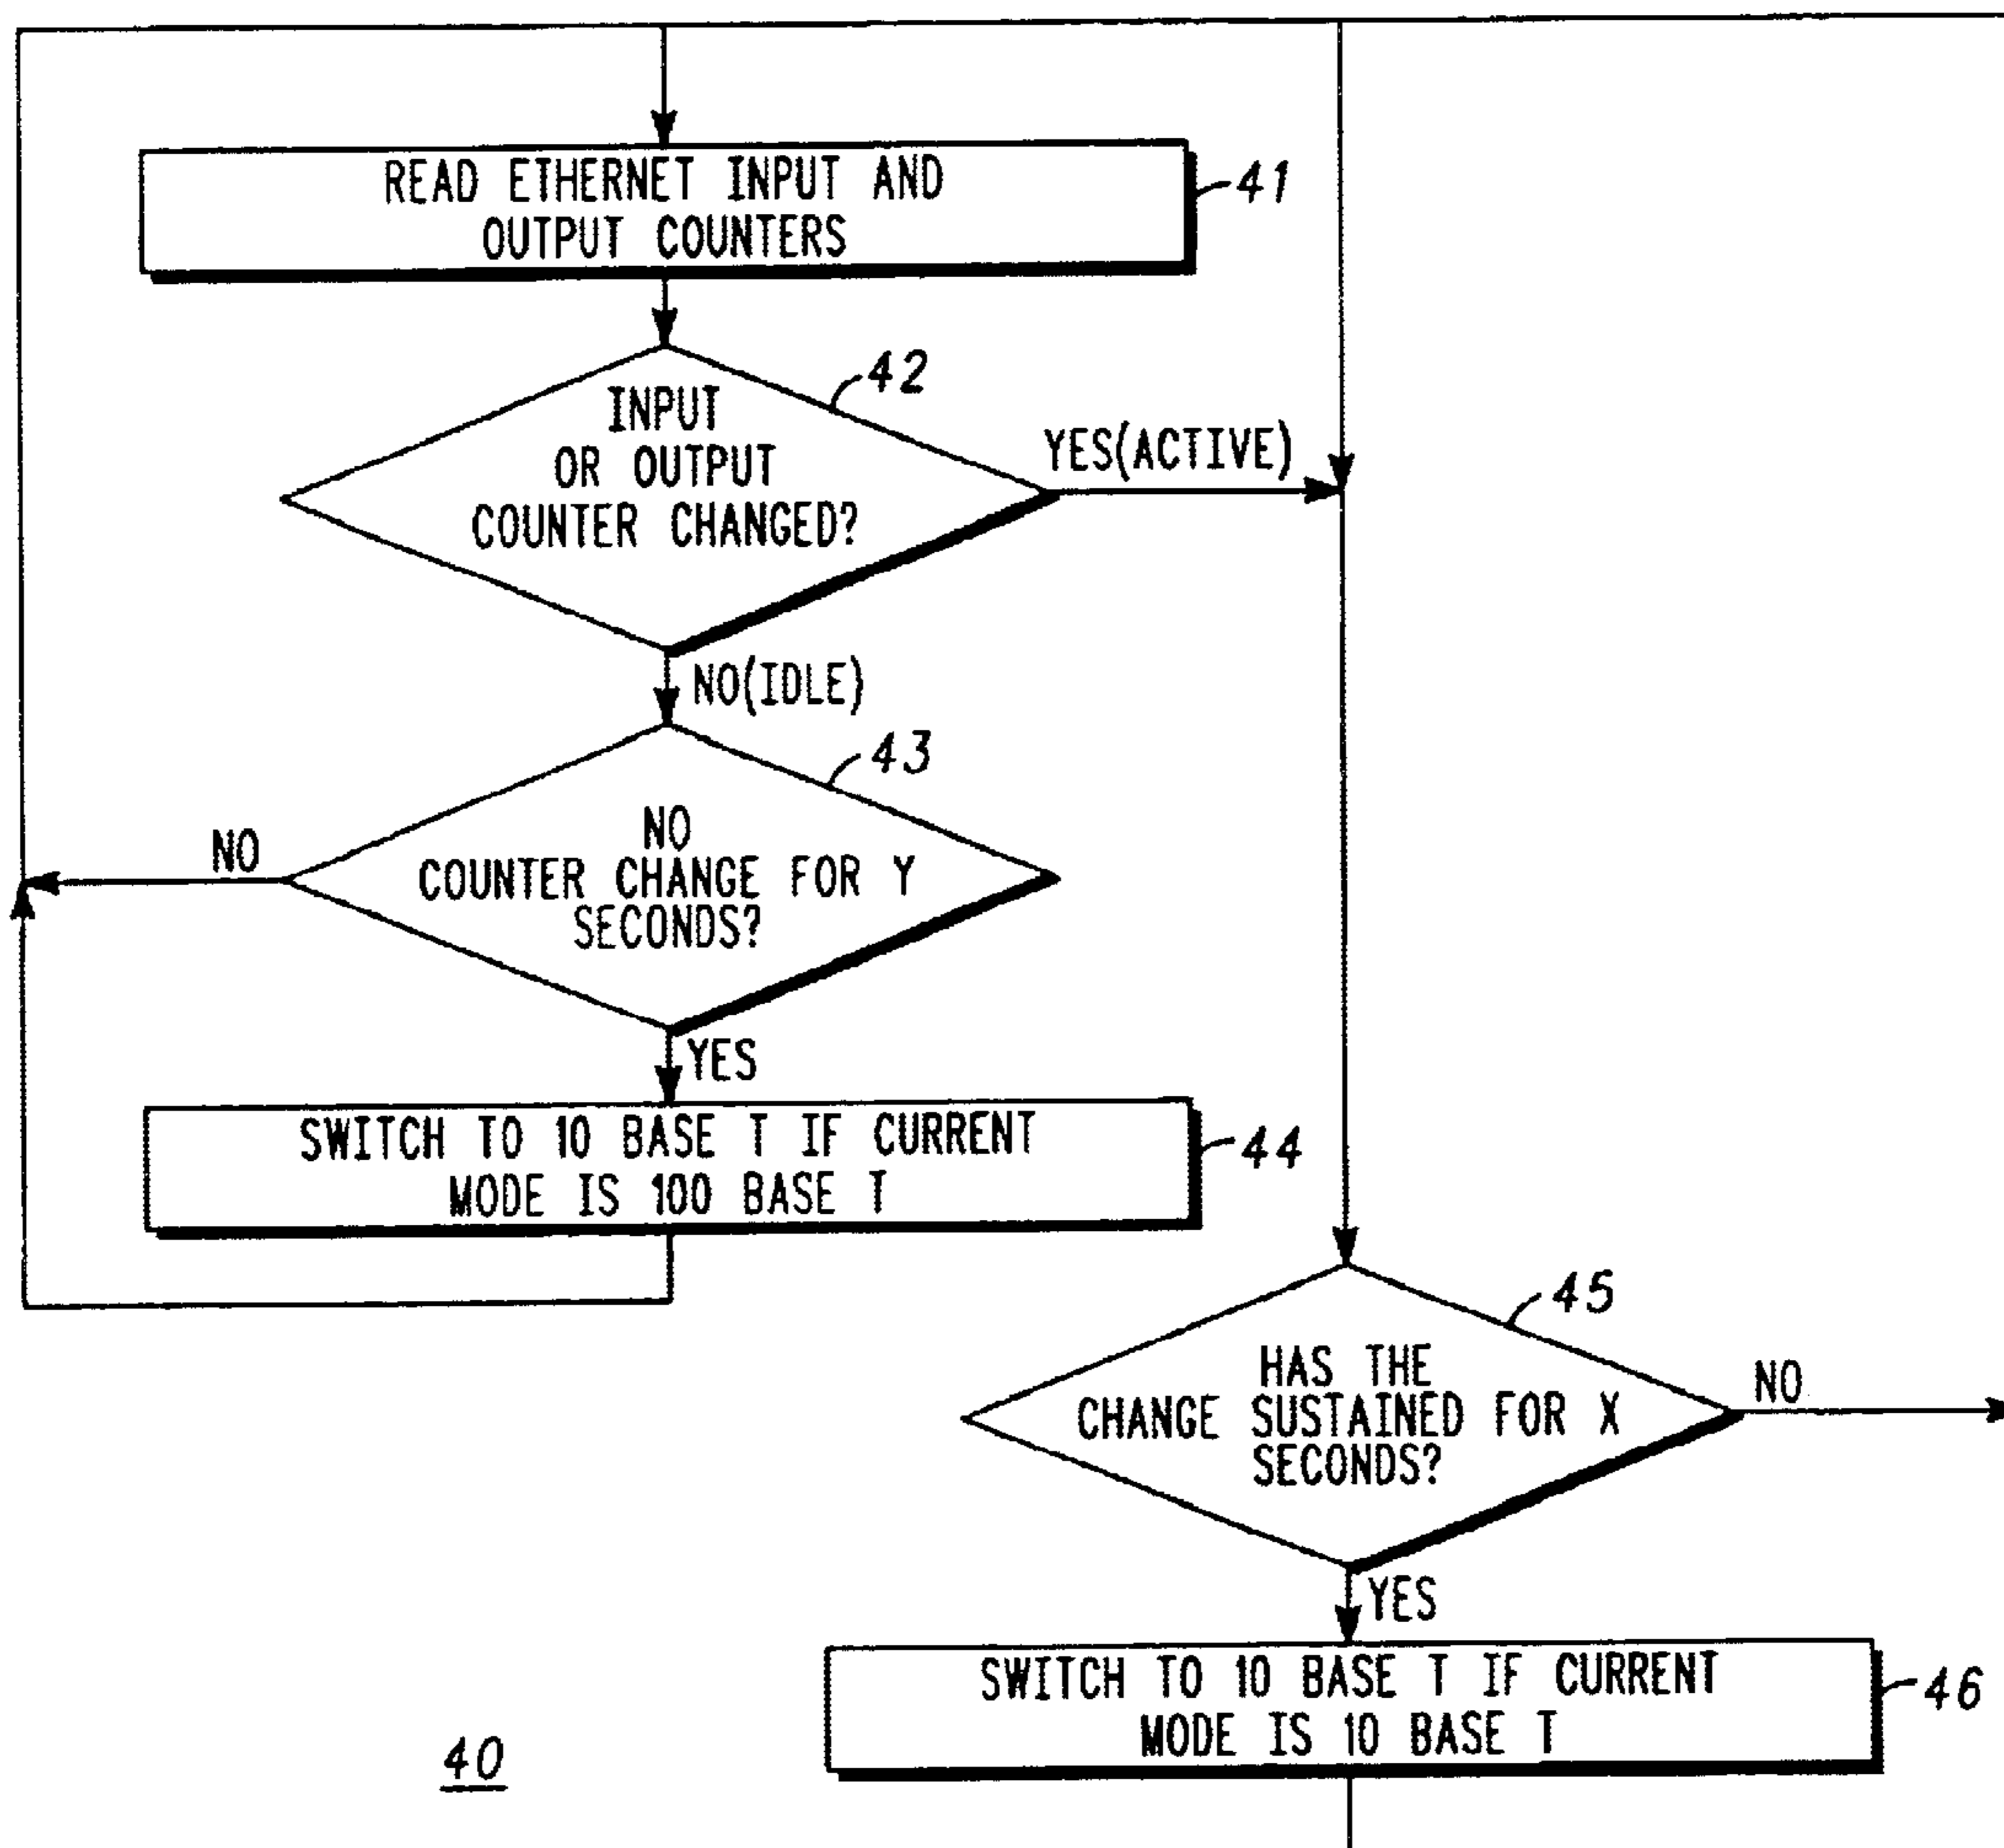 READ ETHERNET INPUT AND
OUTPUT COUNTERS
41
INPUT
OR OUTPUT
COUNTER CHANGED?
42
YES(ACTIVE)
NO(IDLE)
NO
COUNTER CHANGE FOR Y
SECONDS?
43
NO
YES
SWITCH TO 10 BASE T IF CURRENT
MODE IS 100 BASE T
44
HAS THE
CHANGE SUSTAINED FOR X
SECONDS?
45
NO
YES
SWITCH TO 10 BASE T IF CURRENT
MODE IS 10 BASE T
46
40